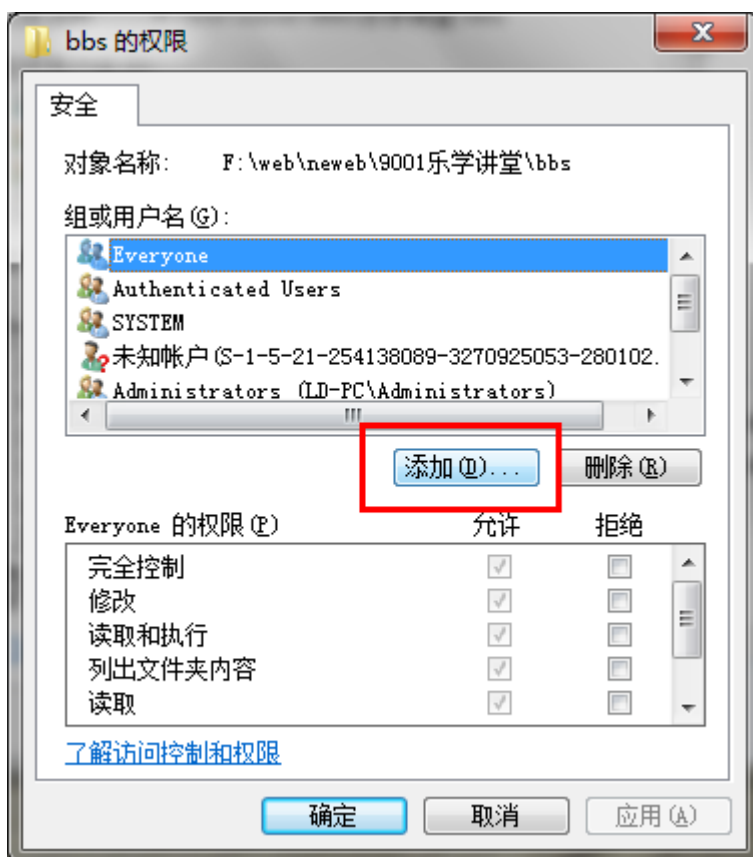 bbs 的权限
安全
对象名称: F:\web\neweb\9001乐学讲堂\bbs
组或用户名(G):
Everyone
Authenticated Users
SYSTEM
未知帐户(S-1-5-21-254138089-3270925053-280102.
Administrators (LD-PC\Administrators)
添加(D)... 删除(R)
Everyone 的权限(P) 允许 拒绝
完全控制
修改
读取和执行
列出文件夹内容
读取
了解访问控制和权限
确定 取消 应用(A)